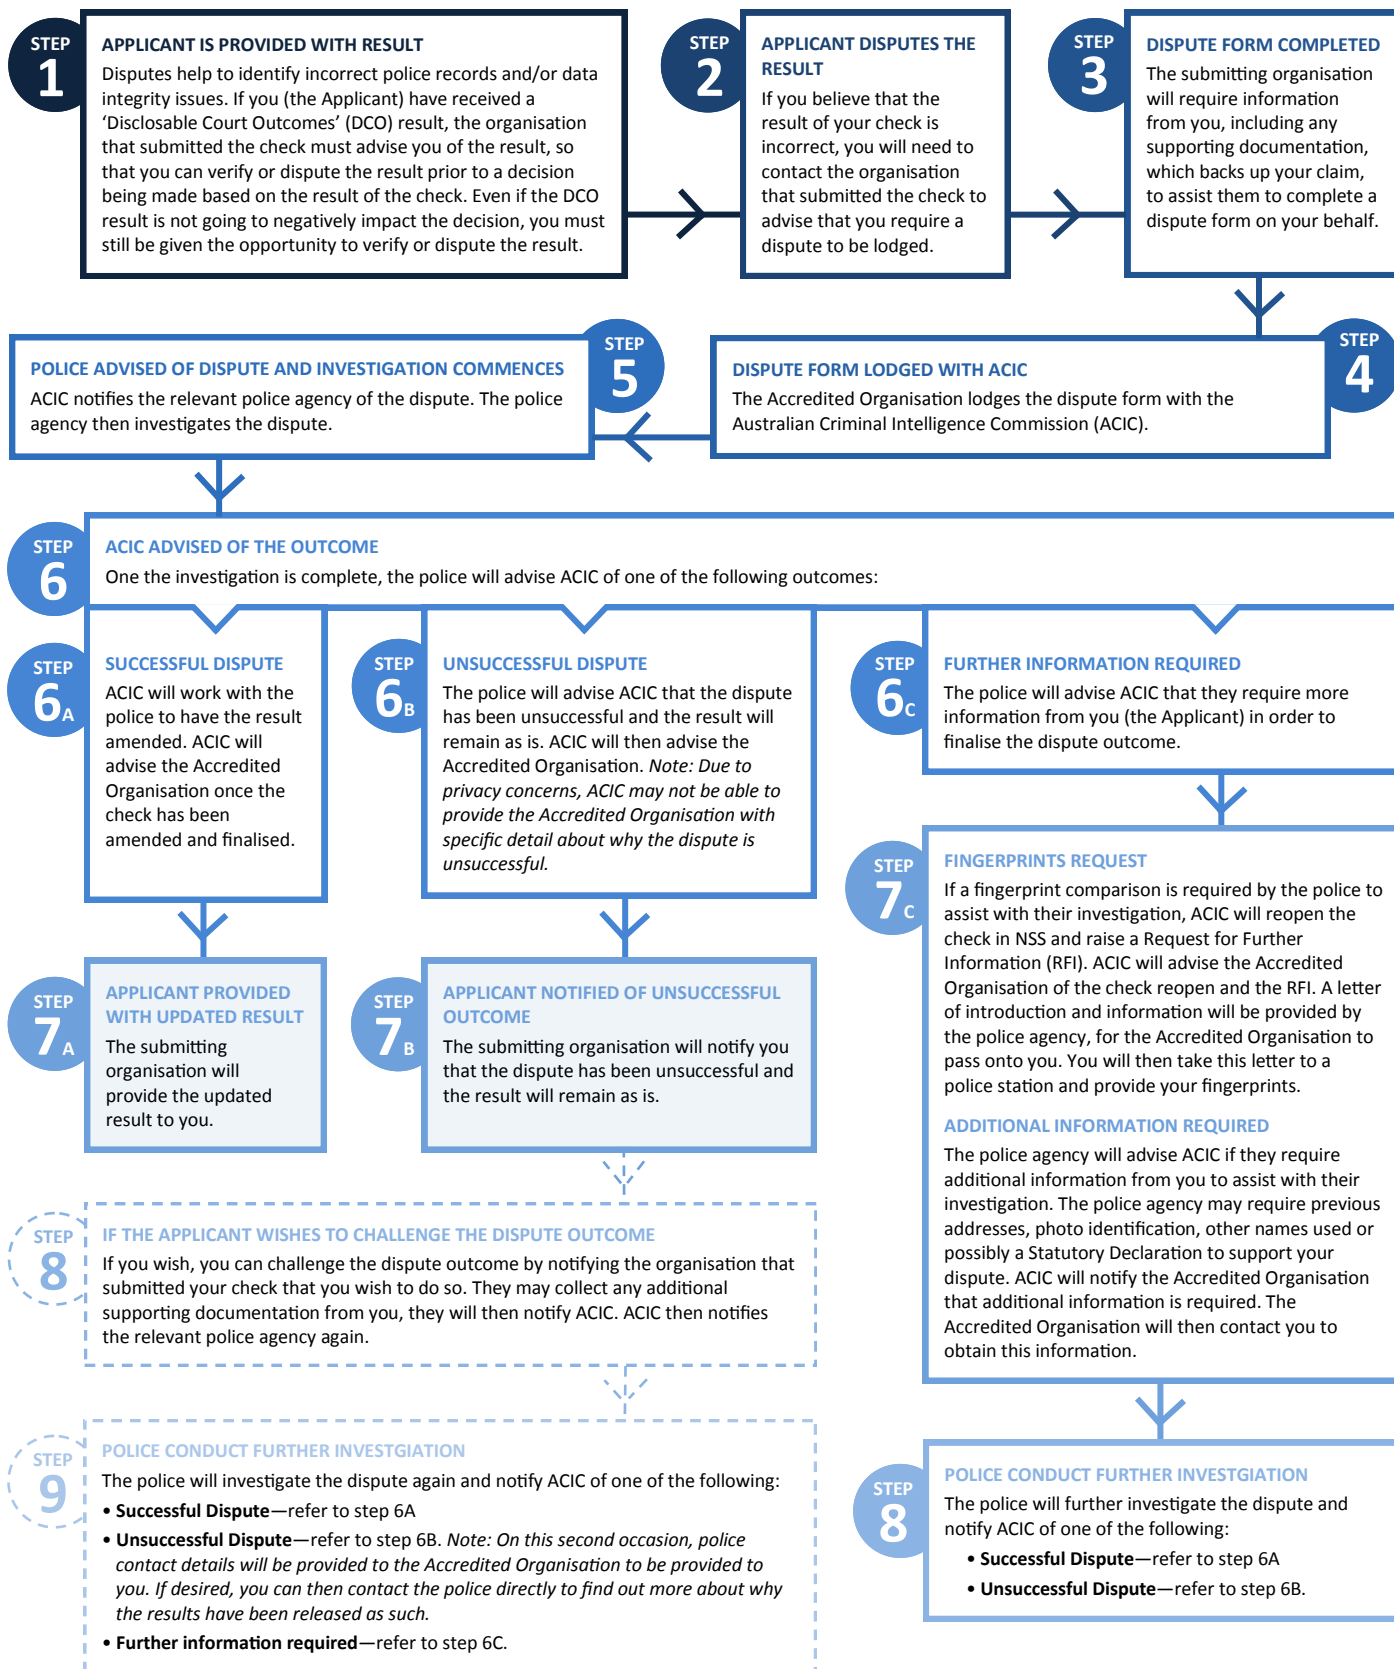 STEP
1
APPLICANT IS PROVIDED WITH RESULT
Disputes help to identify incorrect police records and/or data
integrity issues. If you (the Applicant) have received a
‘Disclosable Court Outcomes’ (DCO) result, the organisation
that submitted the check must advise you of the result, so
that you can verify or dispute the result prior to a decision
being made based on the result of the check. Even if the DCO
result is not going to negatively impact the decision, you must
still be given the opportunity to verify or dispute the result.
STEP
2
APPLICANT DISPUTES THE
RESULT
If you believe that the
result of your check is
incorrect, you will need to
contact the organisation
that submitted the check to
advise that you require a
dispute to be lodged.
STEP
3
DISPUTE FORM COMPLETED
The submitting organisation
will require information
from you, including any
supporting documentation,
which backs up your claim,
to assist them to complete a
dispute form on your behalf.
STEP
4
DISPUTE FORM LODGED WITH ACIC
The Accredited Organisation lodges the dispute form with the
Australian Criminal Intelligence Commission (ACIC).
STEP
5
POLICE ADVISED OF DISPUTE AND INVESTIGATION COMMENCES
ACIC notifies the relevant police agency of the dispute. The police
agency then investigates the dispute.
STEP
6
ACIC ADVISED OF THE OUTCOME
One the investigation is complete, the police will advise ACIC of one of the following outcomes:
STEP
6A
SUCCESSFUL DISPUTE
ACIC will work with the
police to have the result
amended. ACIC will
advise the Accredited
Organisation once the
check has been
amended and finalised.
STEP
6B
UNSUCCESSFUL DISPUTE
The police will advise ACIC that the dispute
has been unsuccessful and the result will
remain as is. ACIC will then advise the
Accredited Organisation. Note: Due to
privacy concerns, ACIC may not be able to
provide the Accredited Organisation with
specific detail about why the dispute is
unsuccessful.
STEP
6C
FURTHER INFORMATION REQUIRED
The police will advise ACIC that they require more
information from you (the Applicant) in order to
finalise the dispute outcome.
STEP
7A
APPLICANT PROVIDED
WITH UPDATED RESULT
The submitting
organisation will
provide the updated
result to you.
STEP
7B
APPLICANT NOTIFIED OF UNSUCCESSFUL
OUTCOME
The submitting organisation will notify you
that the dispute has been unsuccessful and
the result will remain as is.
STEP
7C
FINGERPRINTS REQUEST
If a fingerprint comparison is required by the police to
assist with their investigation, ACIC will reopen the
check in NSS and raise a Request for Further
Information (RFI). ACIC will advise the Accredited
Organisation of the check reopen and the RFI. A letter
of introduction and information will be provided by
the police agency, for the Accredited Organisation to
pass onto you. You will then take this letter to a
police station and provide your fingerprints.
ADDITIONAL INFORMATION REQUIRED
The police agency will advise ACIC if they require
additional information from you to assist with their
investigation. The police agency may require previous
addresses, photo identification, other names used or
possibly a Statutory Declaration to support your
dispute. ACIC will notify the Accredited Organisation
that additional information is required. The
Accredited Organisation will then contact you to
obtain this information.
STEP
8
IF THE APPLICANT WISHES TO CHALLENGE THE DISPUTE OUTCOME
If you wish, you can challenge the dispute outcome by notifying the organisation that
submitted your check that you wish to do so. They may collect any additional
supporting documentation from you, they will then notify ACIC. ACIC then notifies
the relevant police agency again.
STEP
9
POLICE CONDUCT FURTHER INVESTGIATION
The police will investigate the dispute again and notify ACIC of one of the following:
• Successful Dispute—refer to step 6A
• Unsuccessful Dispute—refer to step 6B. Note: On this second occasion, police
contact details will be provided to the Accredited Organisation to be provided to
you. If desired, you can then contact the police directly to find out more about why
the results have been released as such.
• Further information required—refer to step 6C.
STEP
8
POLICE CONDUCT FURTHER INVESTGIATION
The police will further investigate the dispute and
notify ACIC of one of the following:
• Successful Dispute—refer to step 6A
• Unsuccessful Dispute—refer to step 6B.